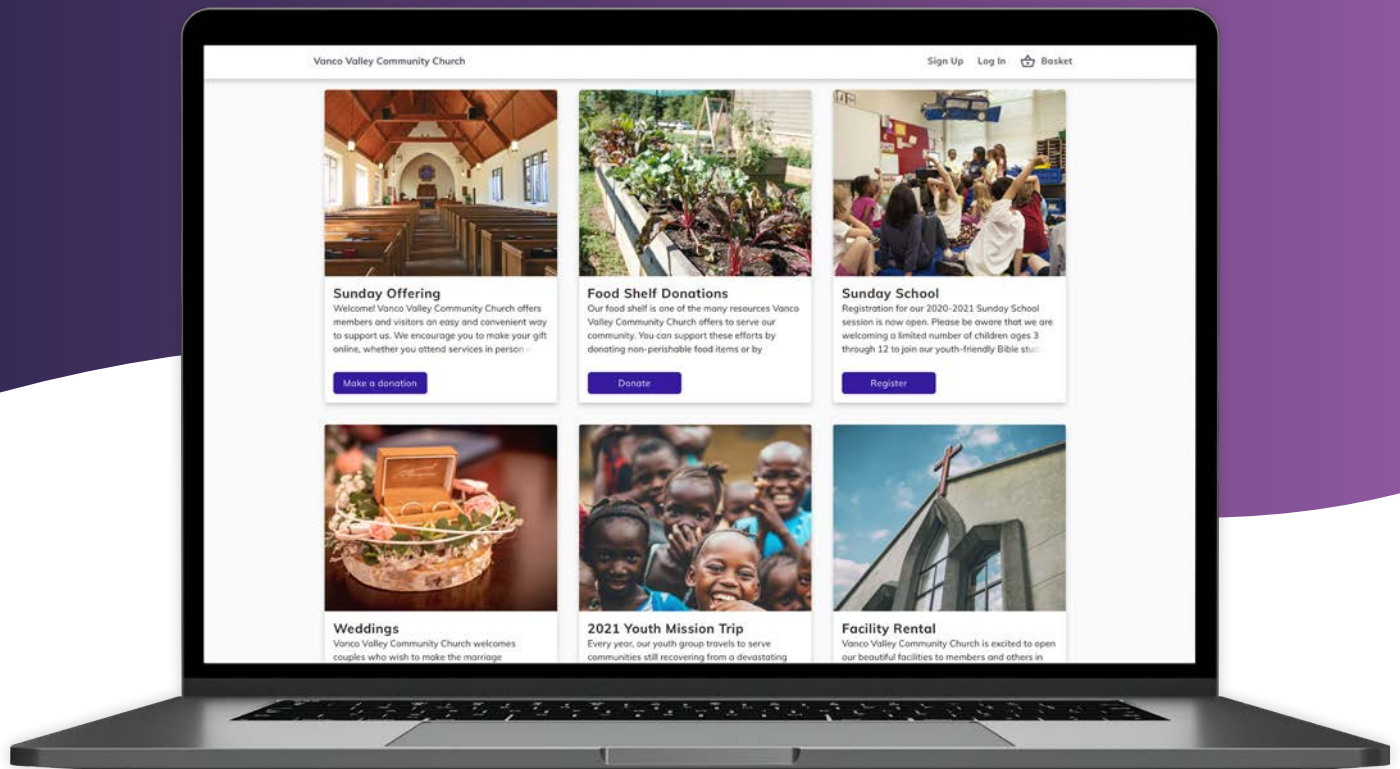 Vanco Valley Community Church
Sign Up Log In Basket
Sunday Offering
Welcome! Vanco Valley Community Church offers
members and visitors an easy and convenient way
to support us. We encourage you to make your gift
online, whether you attend services in person
Make a donation
Food Shelf Donations
Our food shelf is one of the many resources Vanco
Valley Community Church offers to serve our
community. You can support these efforts by
donating non-perishable food items or by
Donate
Sunday School
Registration for our 2020-2021 Sunday School
session is now open. Please be aware that we are
welcoming a limited number of children ages 3
through 12 to join our youth-friendly Bible
Register
Weddings
Vanco Valley Community Church welcomes
couples who wish to make the marriage
2021 Youth Mission Trip
Every year, our youth group travels to serve
communities still recovering from a devastating
Facility Rental
Vanco Valley Community Church is excited to open
our beautiful facilities to members and others in